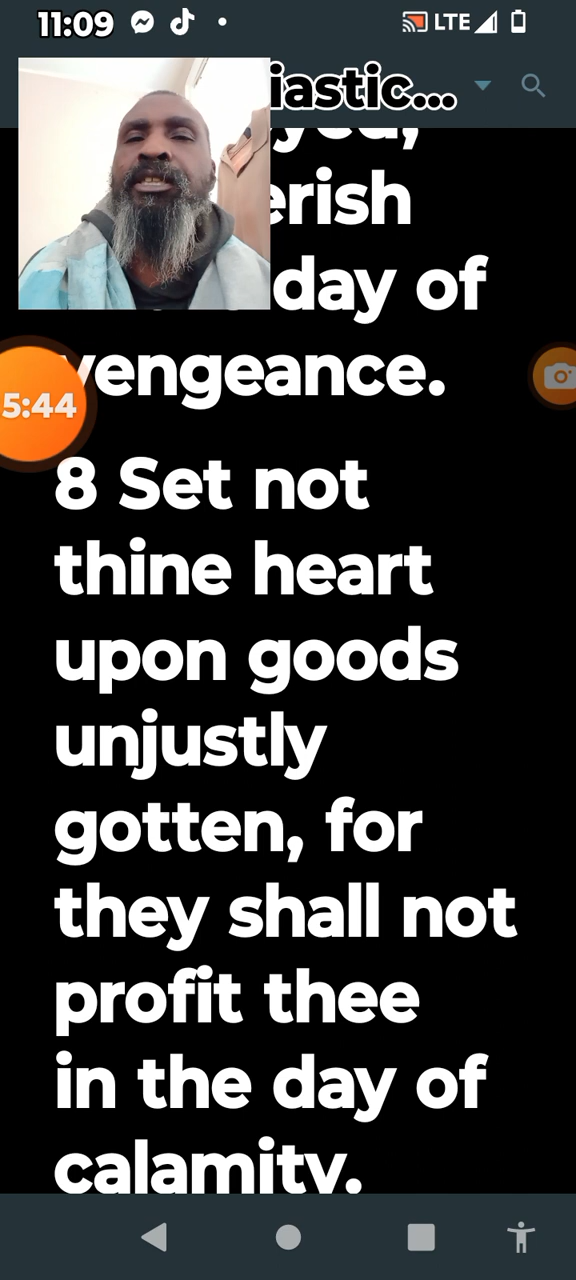 11:09
LTE
iastic...
yed,
erish
day of
vengeance.
5:44
8 Set not
thine heart
upon goods
unjustly
gotten, for
they shall not
profit thee
in the day of
calamity.